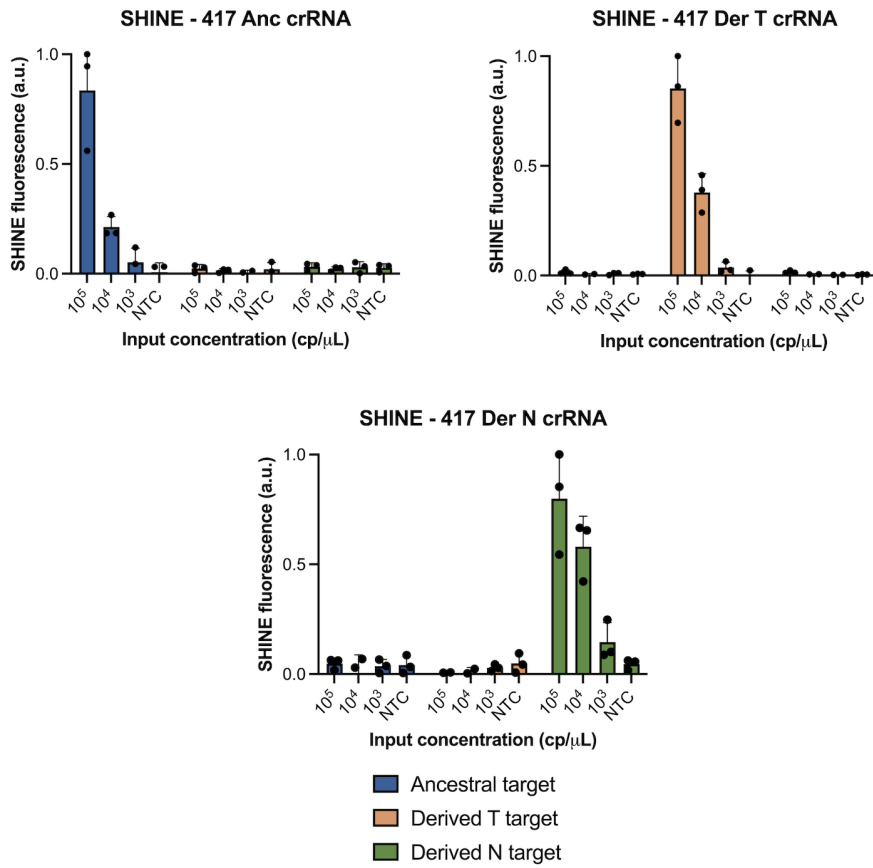 SHINE - 417 Anc crRNA
SHINE fluorescence (a.u.)
1.0
0.5
0.0
10⁵ 10⁴ 10³ NTC 10⁵ 10⁴ 10³ NTC 10⁵ 10⁴ 10³ NTC
Input concentration (cp/μL)
SHINE - 417 Der T crRNA
SHINE fluorescence (a.u.)
1.0
0.5
0.0
10⁵ 10⁴ 10³ NTC 10⁵ 10⁴ 10³ NTC 10⁵ 10⁴ 10³ NTC
Input concentration (cp/μL)
SHINE - 417 Der N crRNA
SHINE fluorescence (a.u.)
1.0
0.5
0.0
10⁵ 10⁴ 10³ NTC 10⁵ 10⁴ 10³ NTC 10⁵ 10⁴ 10³ NTC
Input concentration (cp/μL)
Ancestral target
Derived T target
Derived N target